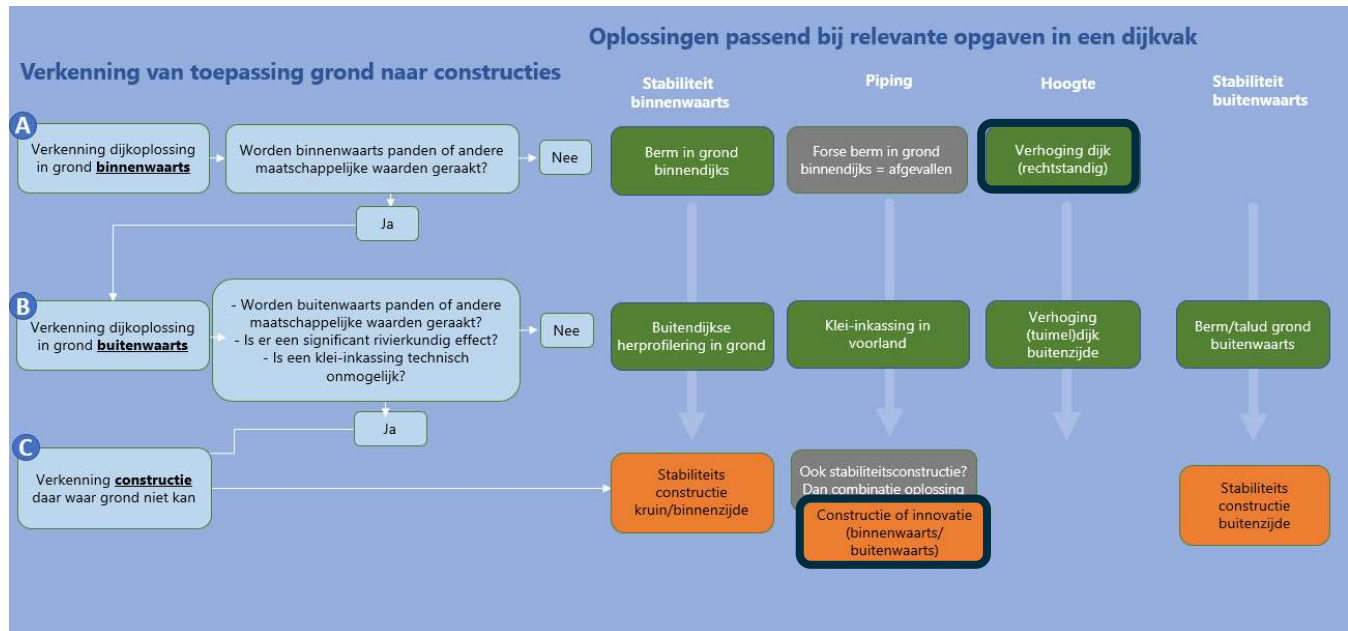 Oplossingen passend bij relevante opgaven in een dijkvak
Verkenning van toepassing grond naar constructies
Stabiliteit
binnenwaarts
Piping
Hoogte
Stabiliteit
buitenwaarts
A
Verkenning dijkoplossing
in grond binnenwaarts
Worden binnenwaarts panden of andere
maatschappelijke waarden geraakt?
Nee
Berm in grond
binnendijks
Forse berm in grond
binnendijks = afgevallen
Verhoging dijk
(rechtstandig)
Ja
B
Verkenning dijkoplossing
in grond buitenwaarts
- Worden buitenwaarts panden of andere
maatschappelijke waarden geraakt?
- Is er een significant rivierkundig effect?
- Is een klei-inkassing technisch
onmogelijk?
Nee
Buitendijkse
herprofilering in grond
Klei-inkassing in
voorland
Verhoging
(tuimel)dijk
buitenzijde
Berm/talud grond
buitenwaarts
Ja
C
Verkenning constructie
daar waar grond niet kan
Stabiliteits
constructie
kruin/binnenzijde
Ook stabiliteitsconstructie?
Dan combinatie oplossing
Constructie of innovatie
(binnenwaarts/
buitenwaarts)
Stabiliteits
constructie
buitenzijde